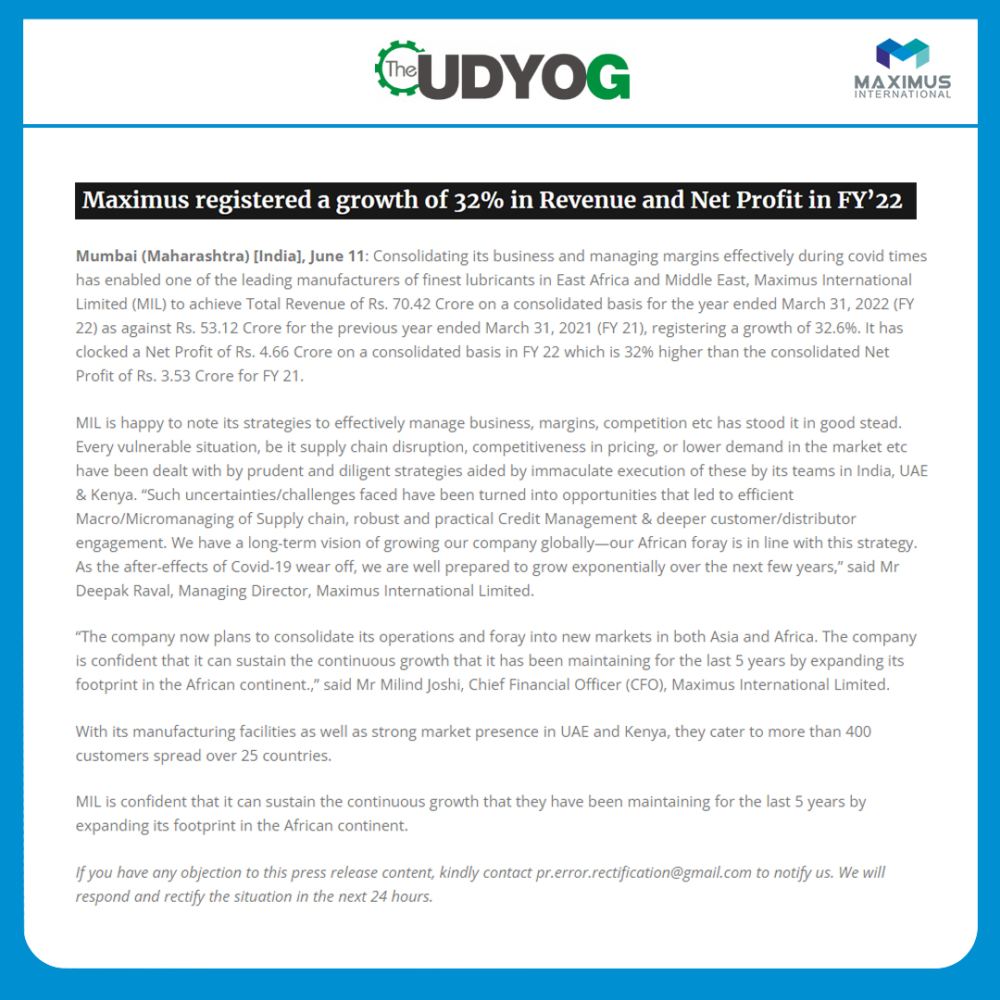 The UDYOG
MAXIMUS
INTERNATIONAL
Maximus registered a growth of 32% in Revenue and Net Profit in FY’22
Mumbai (Maharashtra) [India], June 11: Consolidating its business and managing margins effectively during covid times
has enabled one of the leading manufacturers of finest lubricants in East Africa and Middle East, Maximus International
Limited (MIL) to achieve Total Revenue of Rs. 70.42 Crore on a consolidated basis for the year ended March 31, 2022 (FY
22) as against Rs. 53.12 Crore for the previous year ended March 31, 2021 (FY 21), registering a growth of 32.6%. It has
clocked a Net Profit of Rs. 4.66 Crore on a consolidated basis in FY 22 which is 32% higher than the consolidated Net
Profit of Rs. 3.53 Crore for FY 21.
MIL is happy to note its strategies to effectively manage business, margins, competition etc has stood it in good stead.
Every vulnerable situation, be it supply chain disruption, competitiveness in pricing, or lower demand in the market etc
have been dealt with by prudent and diligent strategies aided by immaculate execution of these by its teams in India, UAE
& Kenya. “Such uncertainties/challenges faced have been turned into opportunities that led to efficient
Macro/Micromanaging of Supply chain, robust and practical Credit Management & deeper customer/distributor
engagement. We have a long-term vision of growing our company globally—our African foray is in line with this strategy.
As the after-effects of Covid-19 wear off, we are well prepared to grow exponentially over the next few years,” said Mr
Deepak Raval, Managing Director, Maximus International Limited.
“The company now plans to consolidate its operations and foray into new markets in both Asia and Africa. The company
is confident that it can sustain the continuous growth that it has been maintaining for the last 5 years by expanding its
footprint in the African continent.,” said Mr Milind Joshi, Chief Financial Officer (CFO), Maximus International Limited.
With its manufacturing facilities as well as strong market presence in UAE and Kenya, they cater to more than 400
customers spread over 25 countries.
MIL is confident that it can sustain the continuous growth that they have been maintaining for the last 5 years by
expanding its footprint in the African continent.
If you have any objection to this press release content, kindly contact pr.error.rectification@gmail.com to notify us. We will
respond and rectify the situation in the next 24 hours.